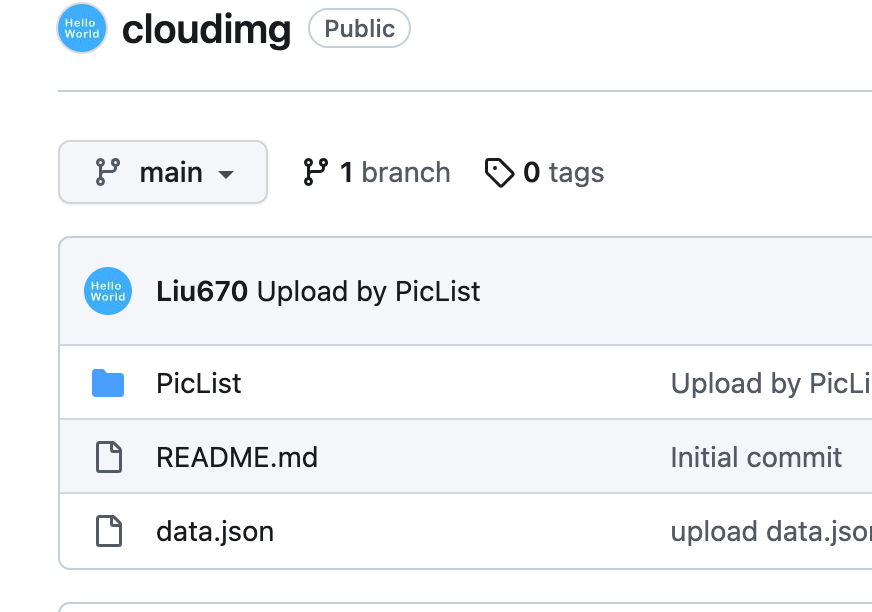 Hello
World
cloudimg Public
main 1 branch 0 tags
Hello
World
Liu670 Upload by PicList
PicList Upload by PicLi
README.md Initial commit
data.json upload data.json